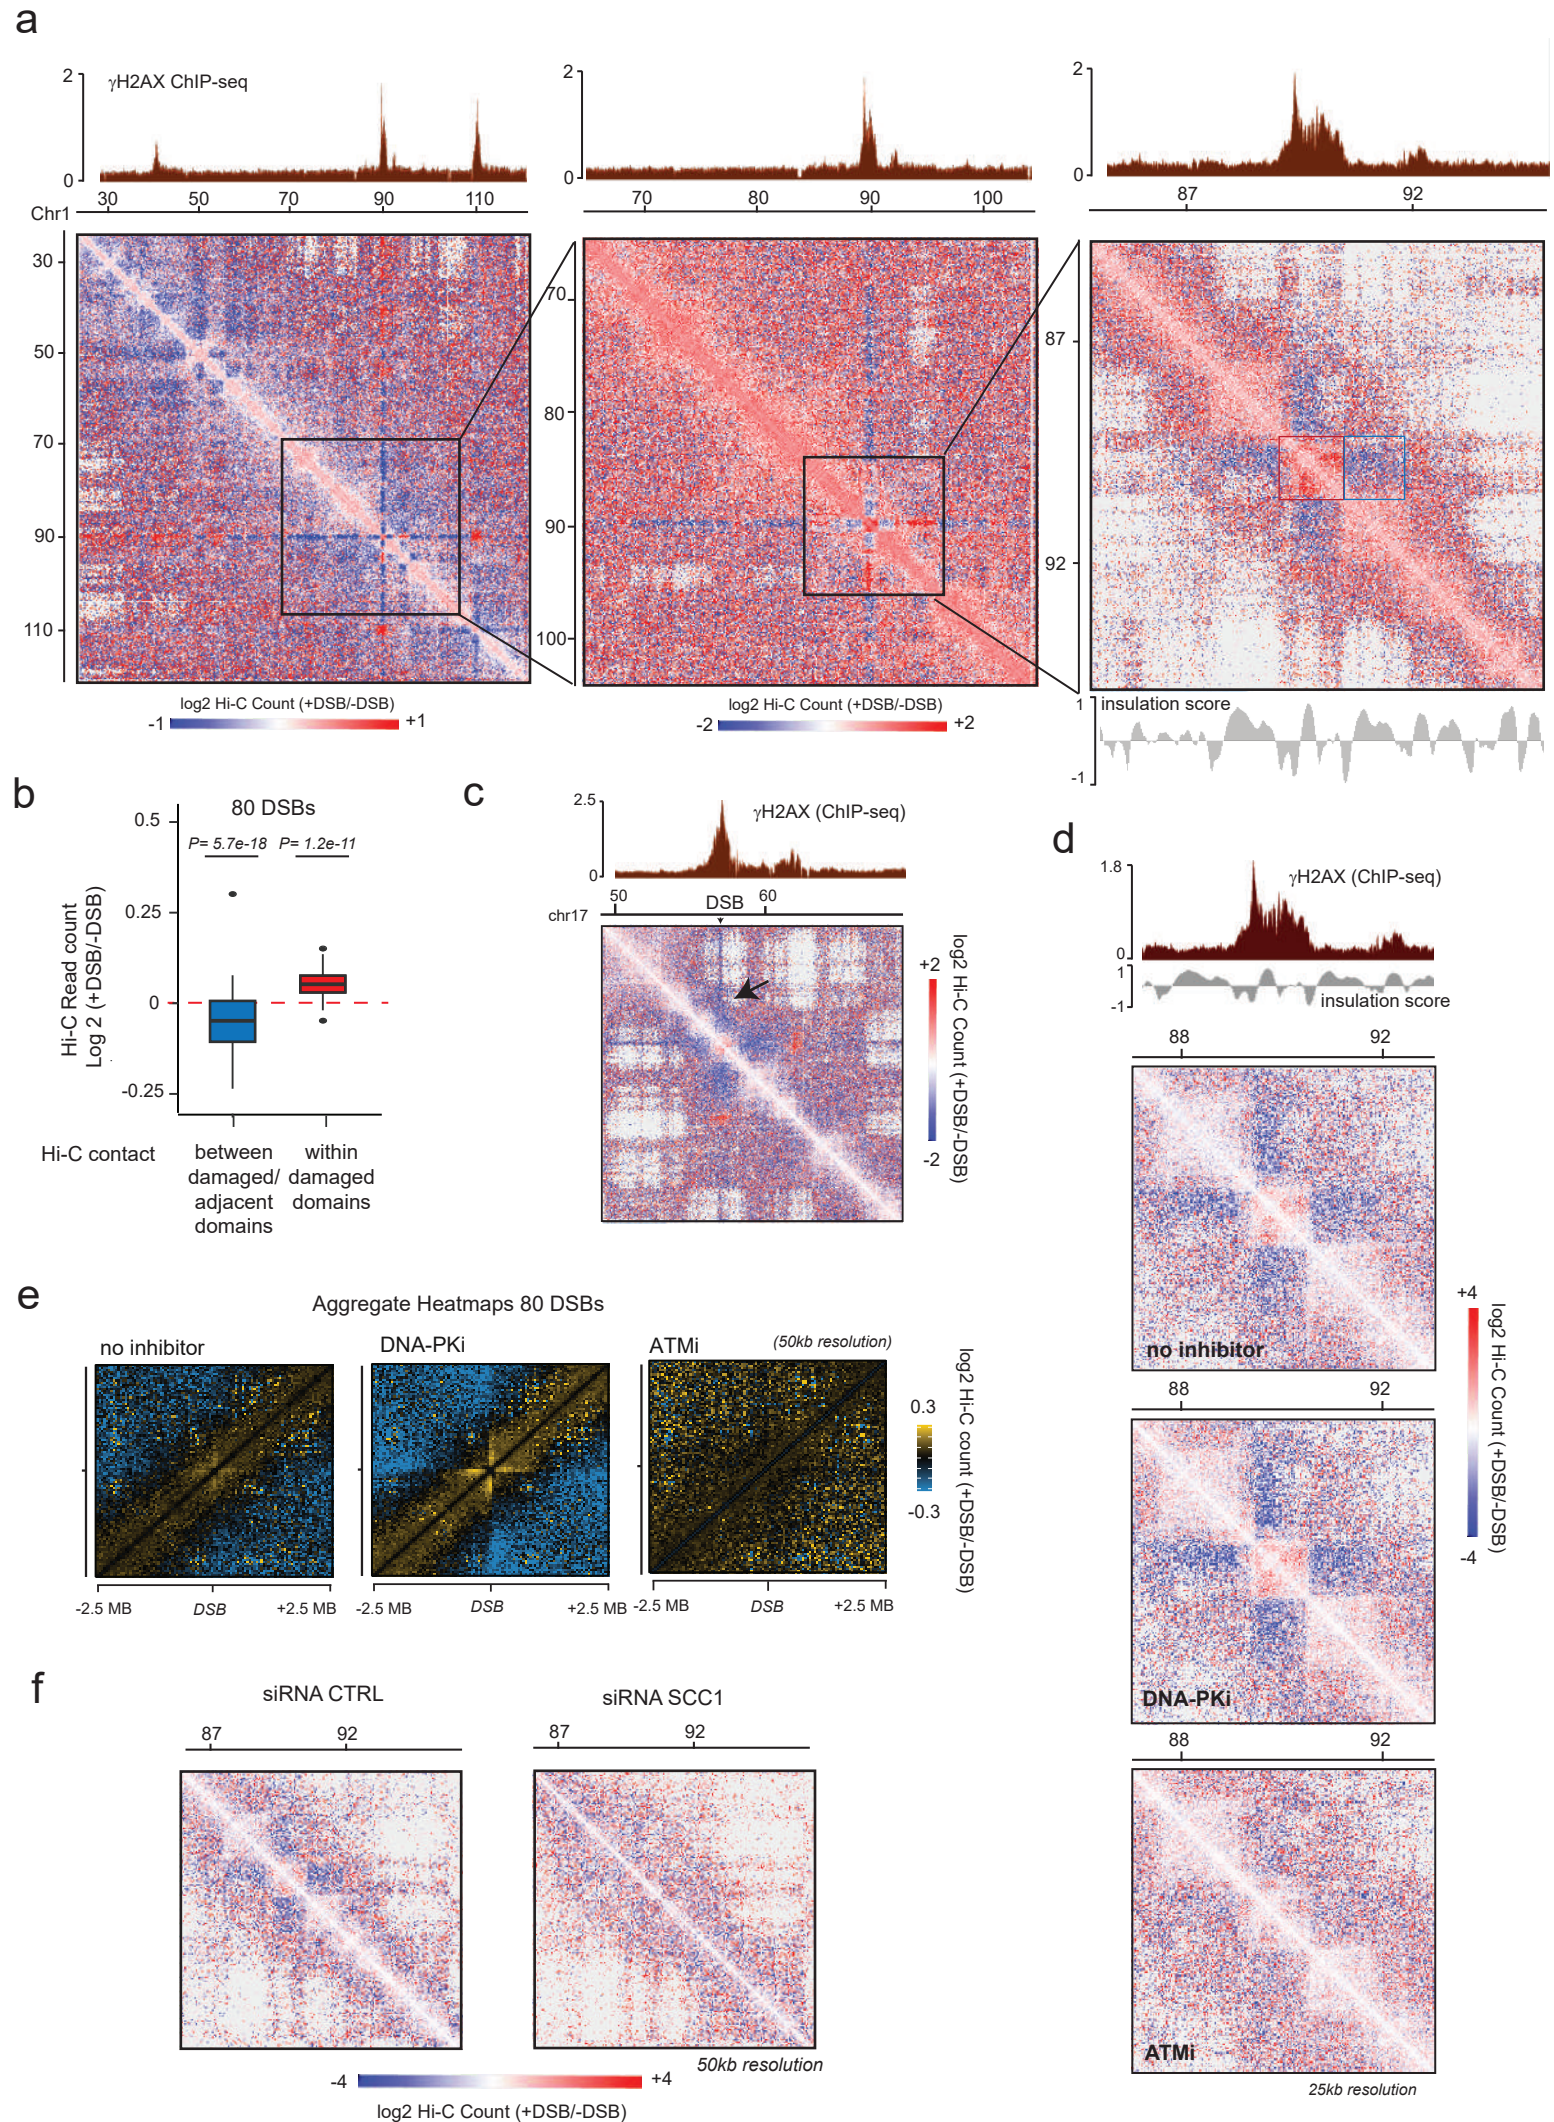 a
γH2AX ChIP-seq
2
0
2
0
2
0
Chr1
30 50 70 90 110
70 80 90 100
87 92
30
50
70
90
110
70
80
90
100
87
92
log2 Hi-C Count (+DSB/-DSB)
-1 +1
log2 Hi-C Count (+DSB/-DSB)
-2 +2
insulation score
1
-1
b
80 DSBs
P= 5.7e-18 P= 1.2e-11
0.5
0.25
0
-0.25
Hi-C Read count
Log 2 (+DSB/-DSB)
Hi-C contact
between
damaged/
adjacent
domains
within
damaged
domains
c
γH2AX (ChIP-seq)
2.5
0
50 60
DSB
chr17
+2
-2
log2 Hi-C Count (+DSB/-DSB)
d
γH2AX (ChIP-seq)
1.8
0
1
-1
insulation score
88 92
no inhibitor
88 92
DNA-PKi
88 92
ATMi
25kb resolution
+4
-4
log2 Hi-C Count (+DSB/-DSB)
e
Aggregate Heatmaps 80 DSBs
no inhibitor
DNA-PKi
ATMi
(50kb resolution)
0.3
-0.3
log2 Hi-C count (+DSB/-DSB)
-2.5 MB DSB +2.5 MB
-2.5 MB DSB +2.5 MB
-2.5 MB DSB +2.5 MB
f
siRNA CTRL
siRNA SCC1
87 92
87 92
50kb resolution
-4 +4
log2 Hi-C Count (+DSB/-DSB)